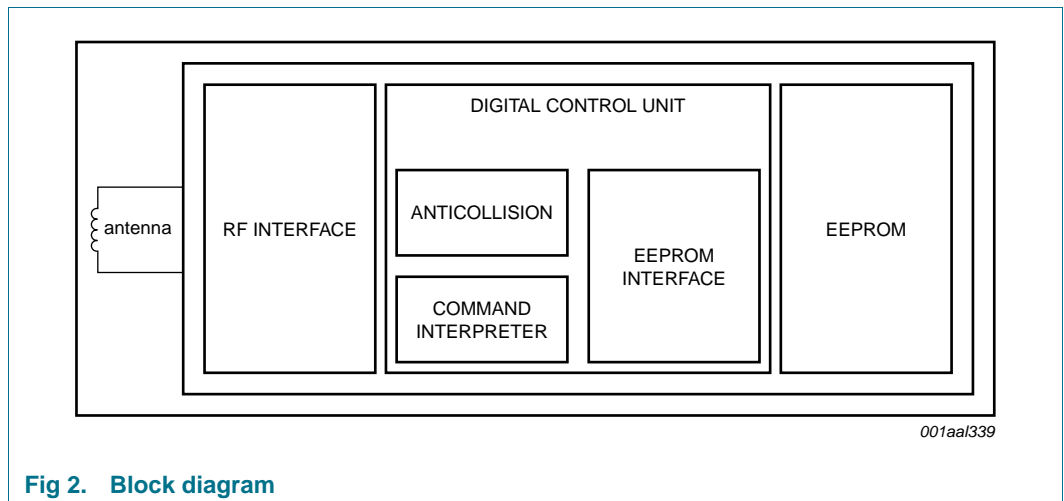 DIGITAL CONTROL UNIT
antenna
RF INTERFACE
ANTICOLLISION
COMMAND
INTERPRETER
EEPROM
INTERFACE
EEPROM
001aal339
Fig 2. Block diagram